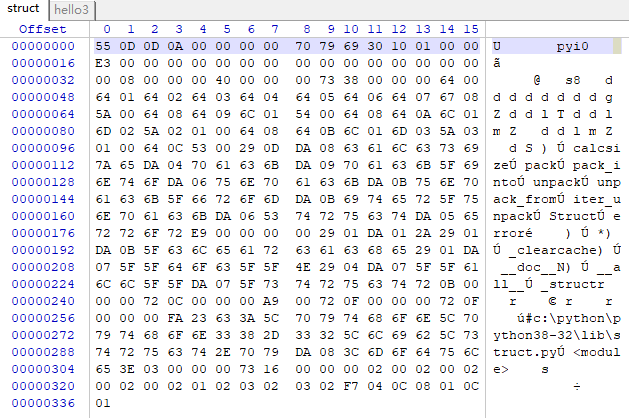 struct hello3
Offset 0 1 2 3 4 5 6 7 8 9 10 11 12 13 14 15
00000000 55 0D 0D 0A 00 00 00 00 70 79 69 30 10 01 00 00 U pyi0
00000016 E3 00 00 00 00 00 00 00 00 00 00 00 00 00 00 00 ã
00000032 00 08 00 00 00 40 00 00 00 73 38 00 00 00 64 00 @ s8 d
00000048 64 01 64 02 64 03 64 04 64 05 64 06 64 07 67 08 d d d d d d d g
00000064 5A 00 64 08 64 09 6C 01 54 00 64 08 64 0A 6C 01 Z d d l T d d l
00000080 6D 02 5A 02 01 00 64 08 64 0B 6C 01 6D 03 5A 03 m Z d d l m Z
00000096 01 00 64 0C 53 00 29 0D DA 08 63 61 6C 63 73 69 d S ) Ú calcsi
00000112 7A 65 DA 04 70 61 63 6B DA 09 70 61 63 6B 5F 69 zeÚ packÚ pack_i
00000128 6E 74 6F DA 06 75 6E 70 61 63 6B DA 0B 75 6E 70 ntoÚ unpackÚ unp
00000144 61 63 6B 5F 66 72 6F 6D DA 0B 69 74 65 72 5F 75 ack_fromÚ iter_u
00000160 6E 70 61 63 6B DA 06 53 74 72 75 63 74 DA 05 65 npackÚ StructÚ e
00000176 72 72 6F 72 E9 00 00 00 00 29 01 DA 01 2A 29 01 rroré ) Ú *)
00000192 DA 0B 5F 63 6C 65 61 72 63 61 63 68 65 29 01 DA Ú _clearcache) Ú
00000208 07 5F 5F 64 6F 63 5F 5F 4E 29 04 DA 07 5F 5F 61 __doc__N) Ú __a
00000224 6C 6C 5F 5F DA 07 5F 73 74 72 75 63 74 72 0B 00 ll__Ú _structr
00000240 00 00 72 0C 00 00 00 A9 00 72 0F 00 00 00 72 0F r © r r
00000256 00 00 00 FA 23 63 3A 5C 70 79 74 68 6F 6E 5C 70 ú#c:\python\p
00000272 79 74 68 6F 6E 33 38 2D 33 32 5C 6C 69 62 5C 73 ython38-32\lib\s
00000288 74 72 75 63 74 2E 70 79 DA 08 3C 6D 6F 64 75 6C truct.pyÚ <modul
00000304 65 3E 03 00 00 00 73 16 00 00 00 02 00 02 00 02 e> s
00000320 00 02 00 02 01 02 03 02 03 02 F7 04 0C 08 01 0C ÷
00000336 01